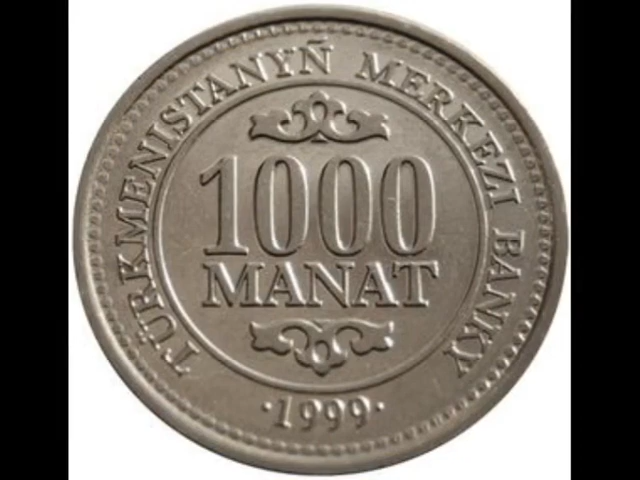 TÜRKMENISTANYŇ MERKEZI BANKY
1000
MANAT
·1999·